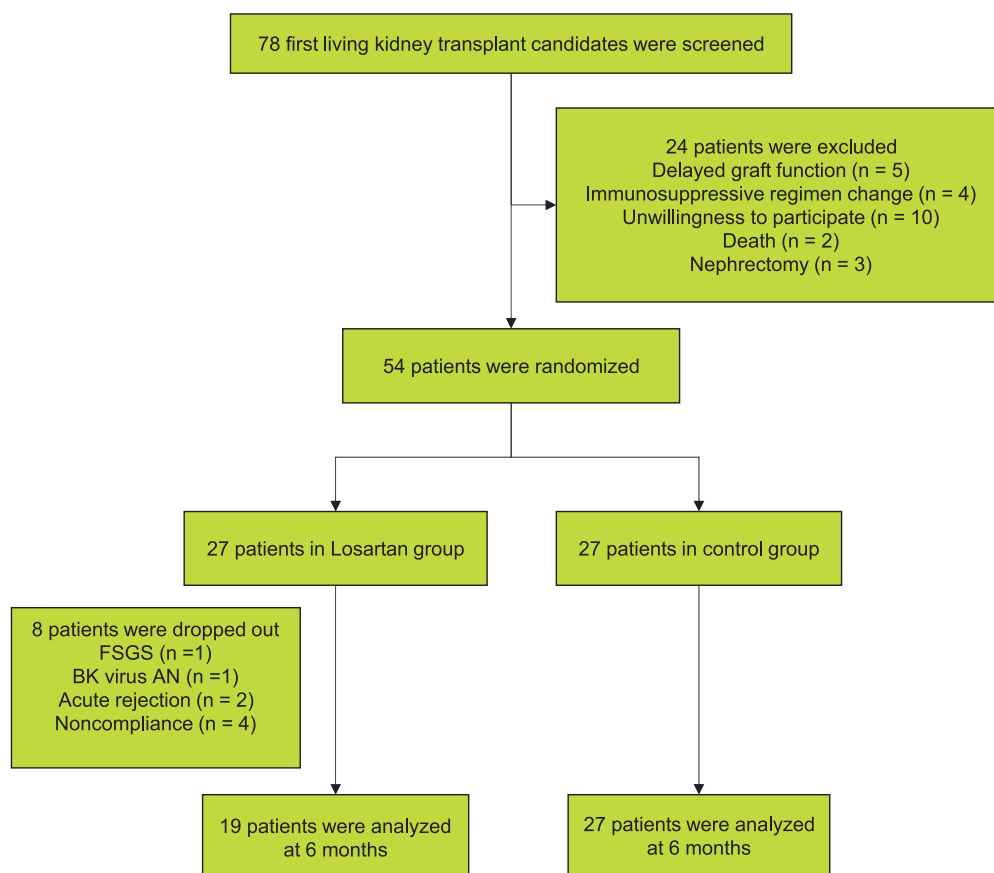 78 first living kidney transplant candidates were screened
24 patients were excluded
Delayed graft function (n = 5)
Immunosuppressive regimen change (n = 4)
Unwillingness to participate (n = 10)
Death (n = 2)
Nephrectomy (n = 3)
54 patients were randomized
27 patients in Losartan group
27 patients in control group
8 patients were dropped out
FSGS (n =1)
BK virus AN (n =1)
Acute rejection (n = 2)
Noncompliance (n = 4)
19 patients were analyzed
at 6 months
27 patients were analyzed
at 6 months